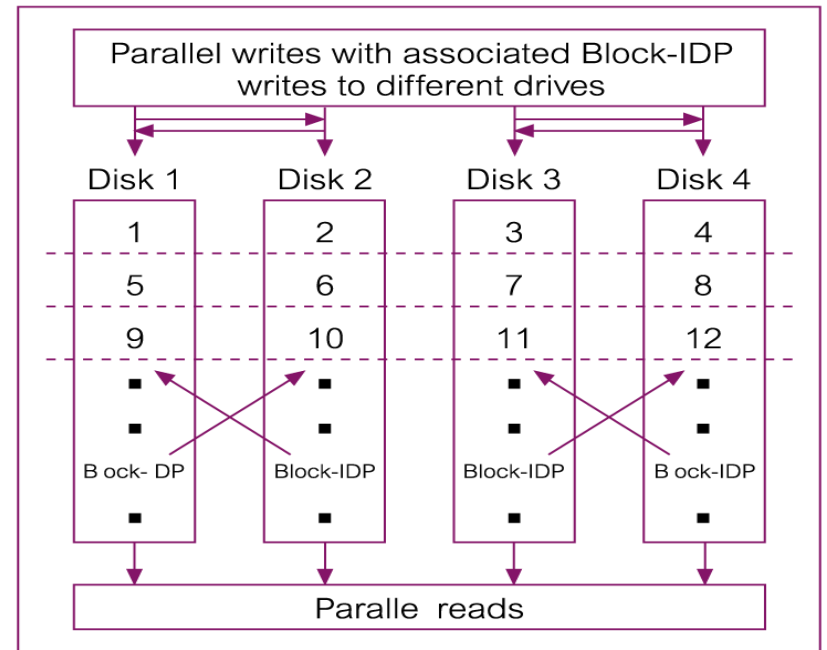 Parallel writes with associated Block-IDP
writes to different drives
Disk 1 Disk 2 Disk 3 Disk 4
1 2 3 4
5 6 7 8
9 10 11 12
B ock- DP Block-IDP Block-IDP B ock-IDP
Paralle reads